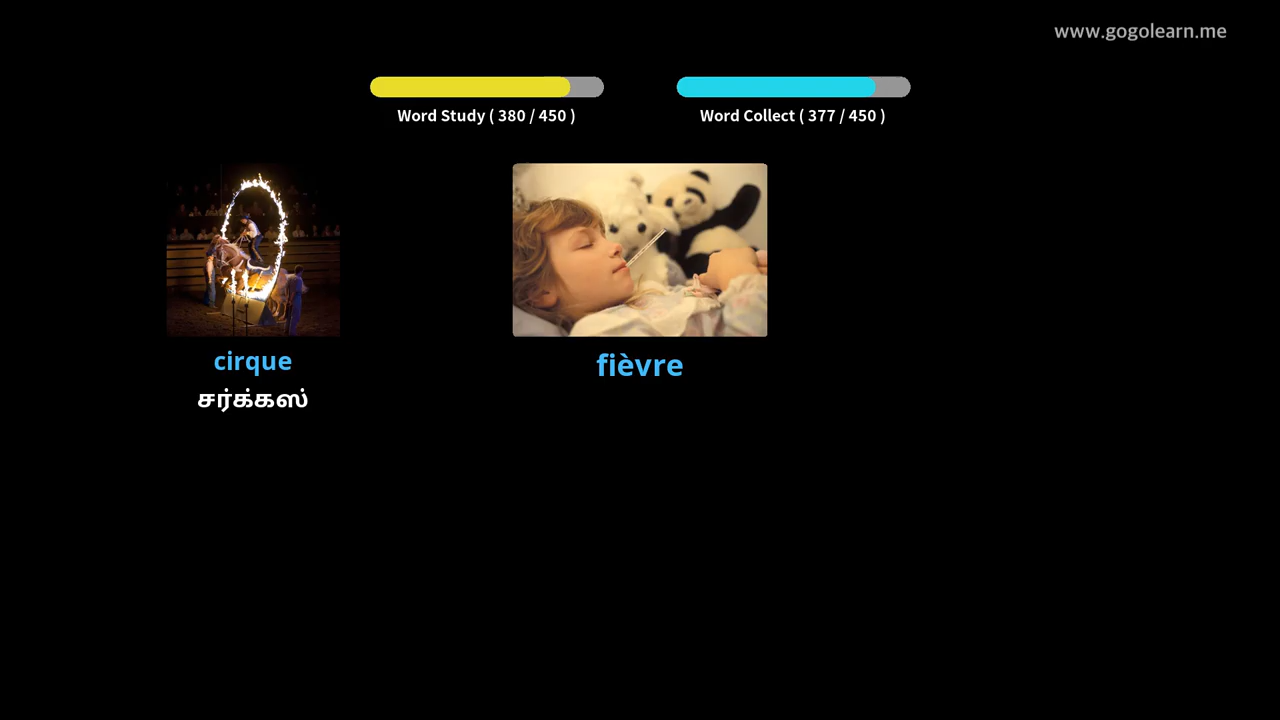 www.gogolearn.me
Word Study ( 380 / 450 )
Word Collect ( 377 / 450 )
cirque
சர்க்கஸ்
fièvre